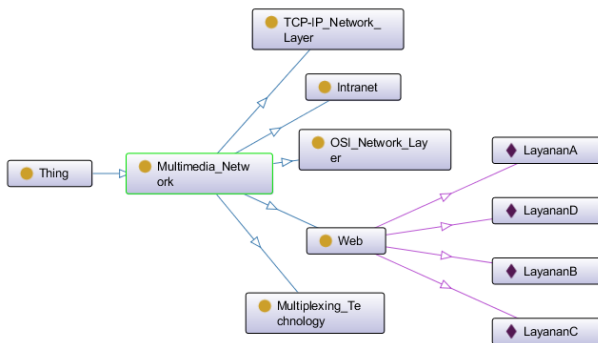 TCP-IP_Network_
Layer
Intranet
OSI_Network_Lay
er
Thing
Multimedia_Netw
ork
Web
Multiplexing_Te
chnology
LayananA
LayananD
LayananB
LayananC